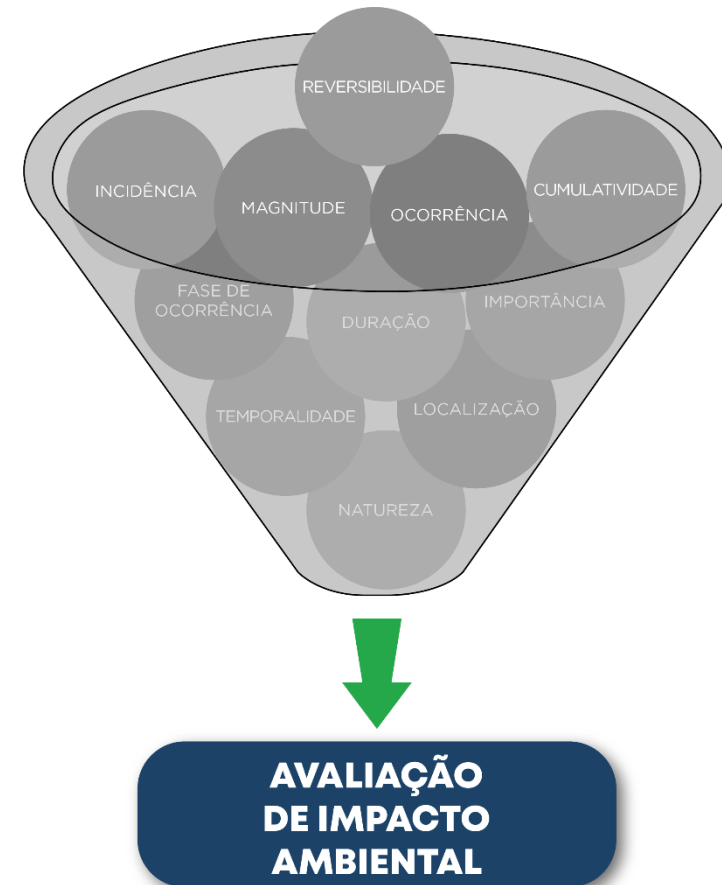 REVERSIBILIDADE
INCIDÊNCIA
MAGNITUDE
OCORRÊNCIA
CUMULATIVIDADE
FASE DE
OCORRÊNCIA
DURAÇÃO
IMPORTÂNCIA
TEMPORALIDADE
LOCALIZAÇÃO
NATUREZA
AVALIAÇÃO
DE IMPACTO
AMBIENTAL